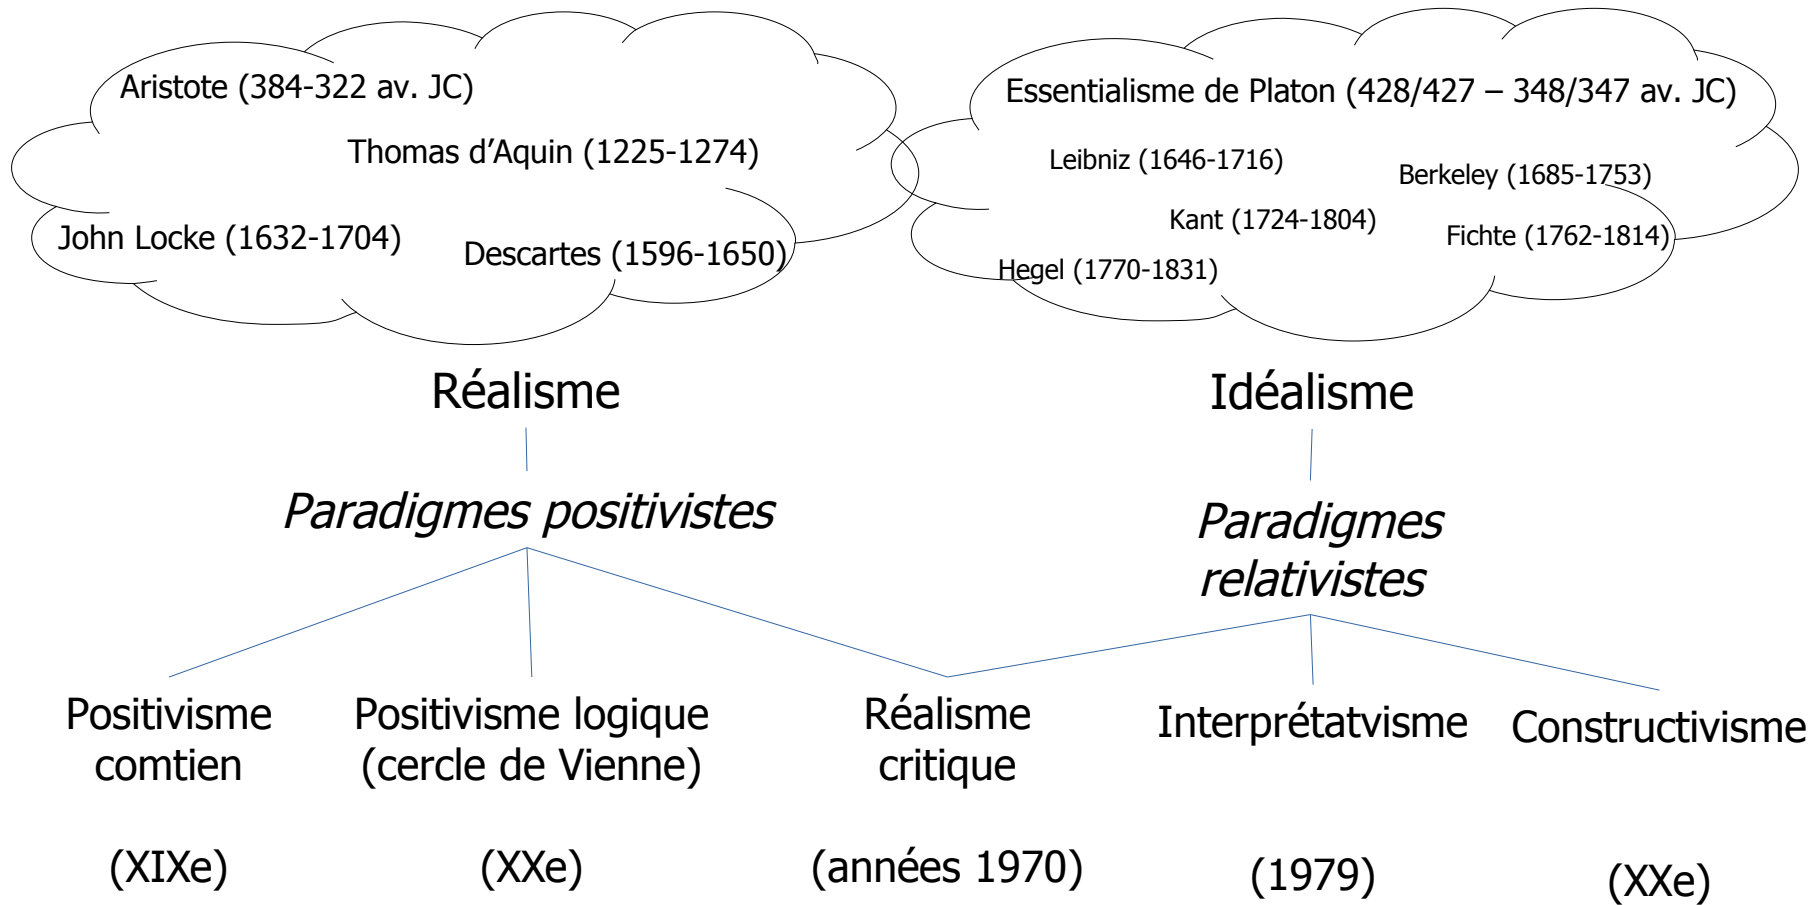 Aristote (384-322 av. JC)
Thomas d’Aquin (1225-1274)
John Locke (1632-1704)
Descartes (1596-1650)
Essentialisme de Platon (428/427 – 348/347 av. JC)
Leibniz (1646-1716)
Berkeley (1685-1753)
Kant (1724-1804)
Fichte (1762-1814)
Hegel (1770-1831)
Réalisme
Idéalisme
Paradigmes positivistes
Paradigmes
relativistes
Positivisme
comtien
(XIXe)
Positivisme logique
(cercle de Vienne)
(XXe)
Réalisme
critique
(années 1970)
Interprétatvisme
(1979)
Constructivisme
(XXe)